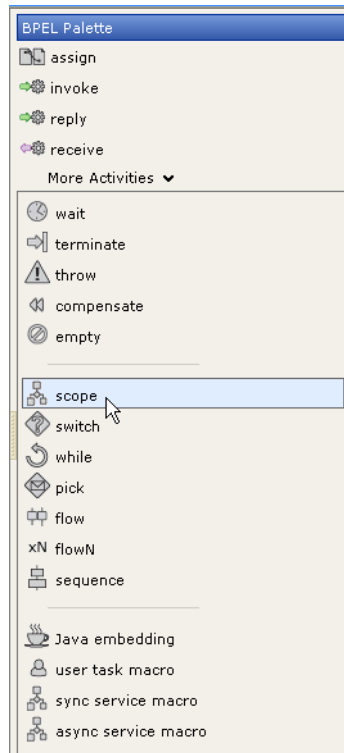 BPEL Palette
assign
invoke
reply
receive
More Activities
wait
terminate
throw
compensate
empty
scope
switch
while
pick
flow
xN flowN
sequence
Java embedding
user task macro
sync service macro
async service macro